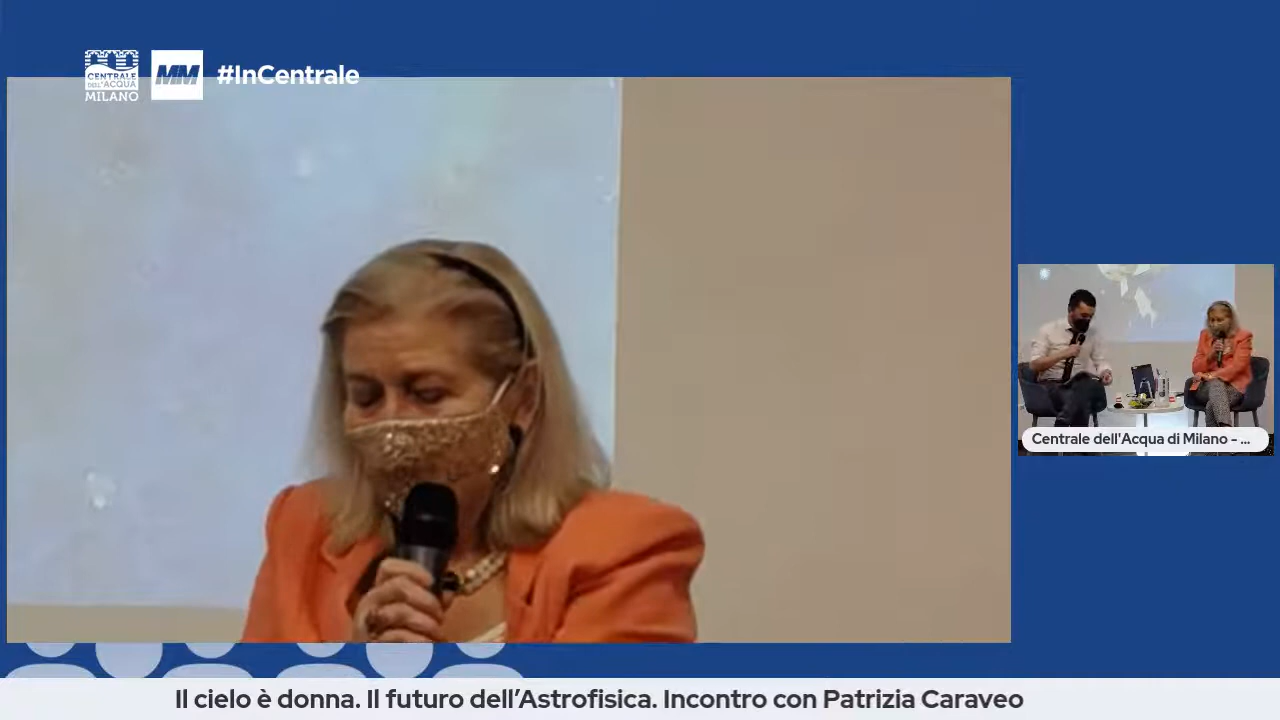 CENTRALE
DELL'ACQUA
MILANO
MM
#InCentrale
Centrale dell'Acqua di Milano - ...
Il cielo è donna. Il futuro dell'Astrofisica. Incontro con Patrizia Caraveo